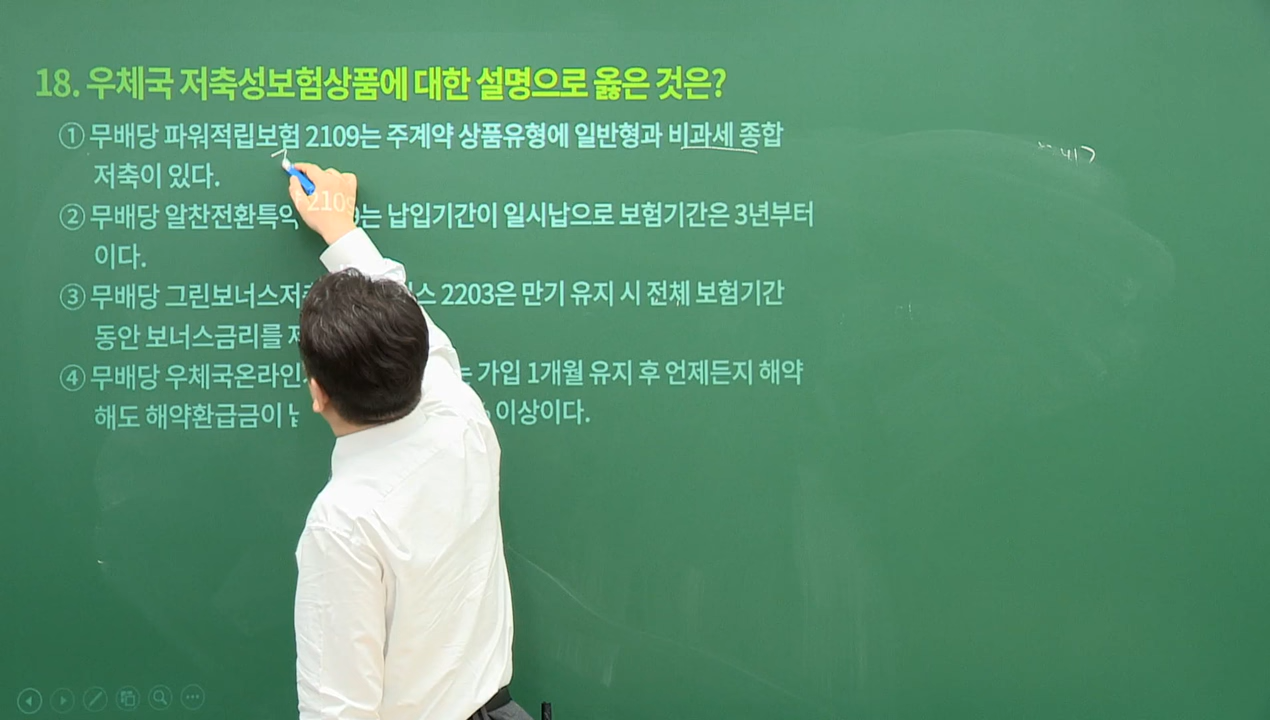 18. 우체국 저축성보험상품에 대한 설명으로 옳은 것은?
① 무배당 파워적립보험 2109는 주계약 상품유형에 일반형과 비과세 종합
저축이 있다.
② 무배당 알찬전환특약 2109는 납입기간이 일시납으로 보험기간은 3년부터
이다.
③ 무배당 그린보너스저 스 2203은 만기 유지 시 전체 보험기간
동안 보너스금리를
④ 무배당 우체국온라인 는 가입 1개월 유지 후 언제든지 해약
해도 해약환급금이 이상이다.